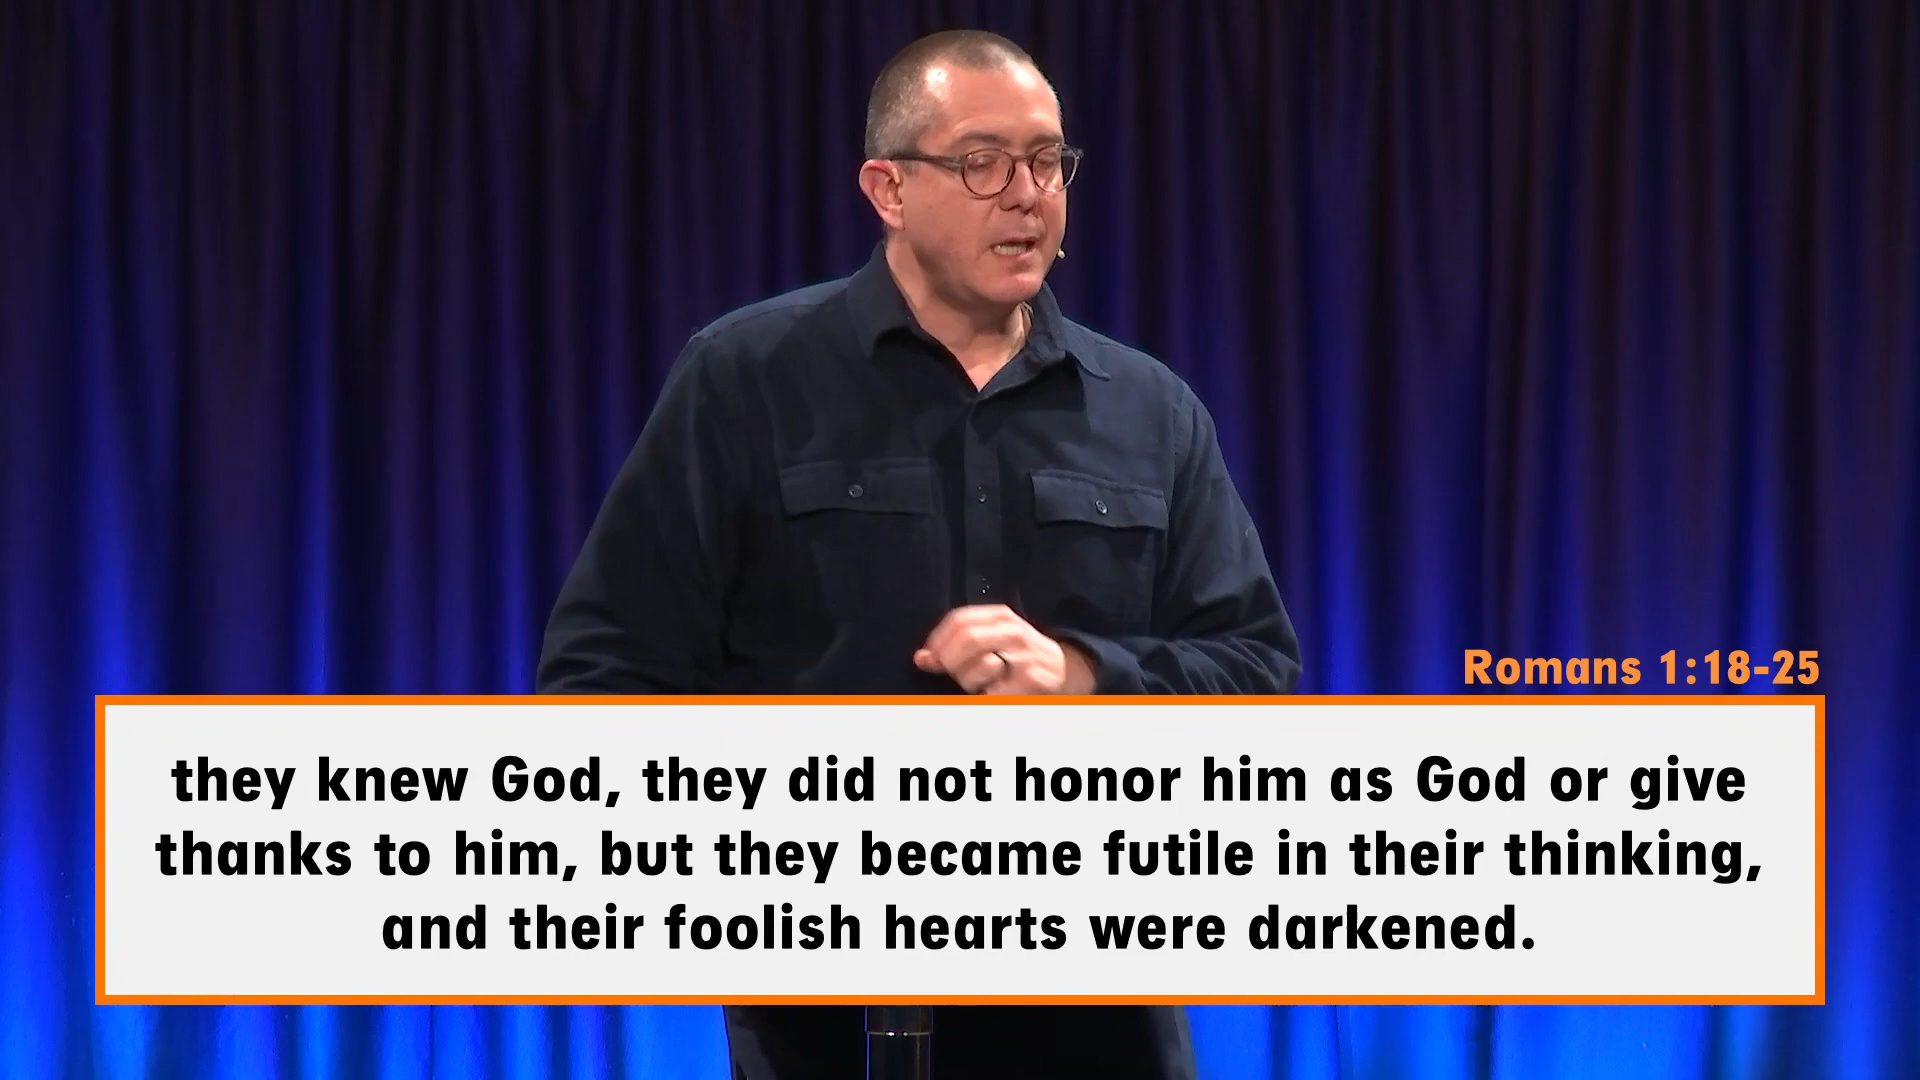 Romans 1:18-25
they knew God, they did not honor him as God or give
thanks to him, but they became futile in their thinking,
and their foolish hearts were darkened.